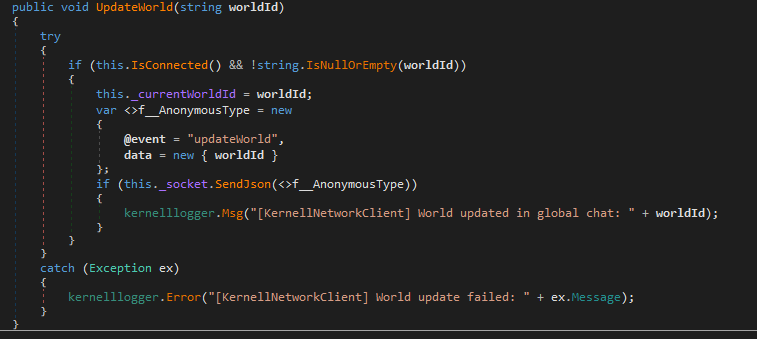 public void UpdateWorld(string worldId)
{
try
{
if (this.IsConnected() && !string.IsNullOrEmpty(worldId))
{
this._currentWorldId = worldId;
var <>f__AnonymousType = new
{
@event = "updateWorld",
data = new { worldId }
};
if (this._socket.SendJson(<>f__AnonymousType))
{
kernelllogger.Msg("[KernellNetworkClient] World updated in global chat: " + worldId);
}
}
}
catch (Exception ex)
{
kernelllogger.Error("[KernellNetworkClient] World update failed: " + ex.Message);
}
}